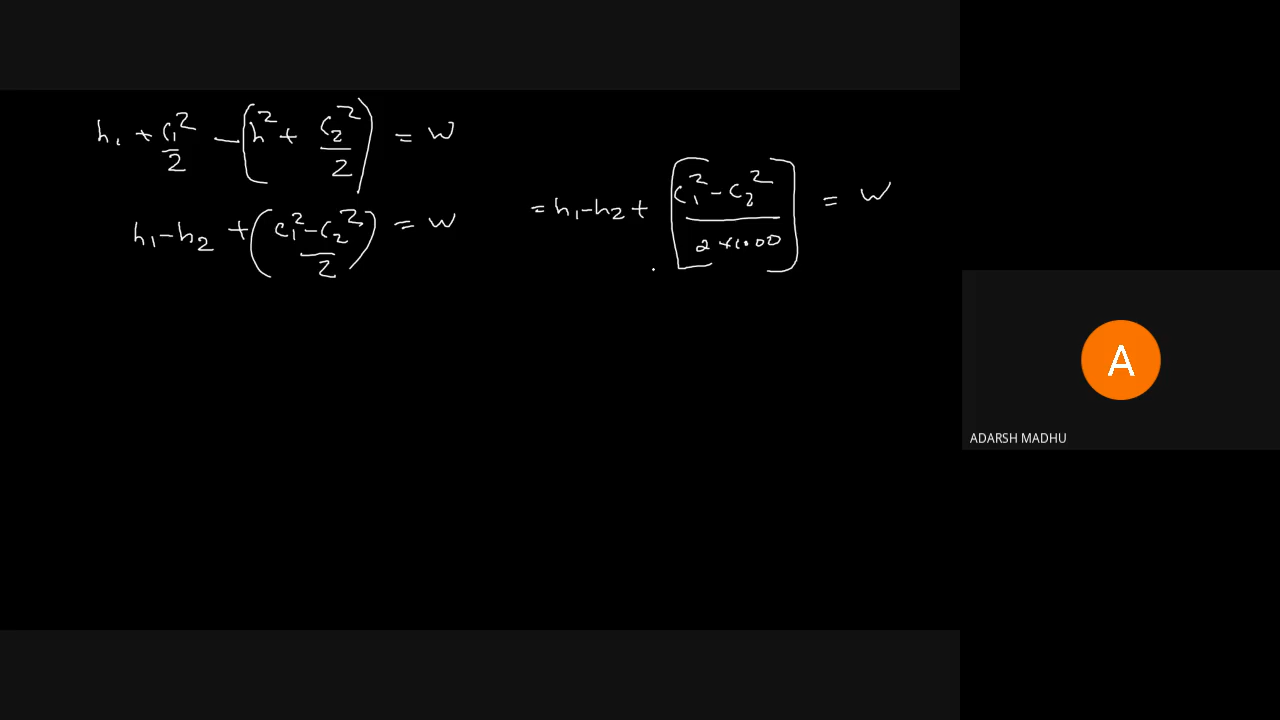 h₁ + C₁²/2 - (h² + C₂²/2) = W
h₁-h₂ + (C₁²-C₂²/2) = W
= h₁-h₂ + [C₁²-C₂²/2×1000] = W
A
ADARSH MADHU